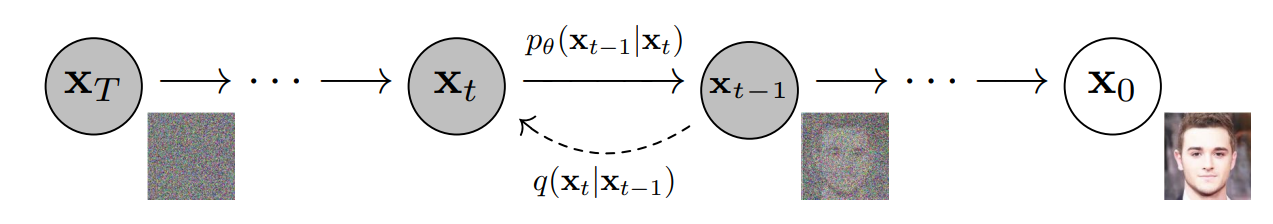 p_θ(x_{t−1}|x_t)
x_T → ··· → x_t → x_{t−1} → ··· → x_0
q(x_t|x_{t−1})